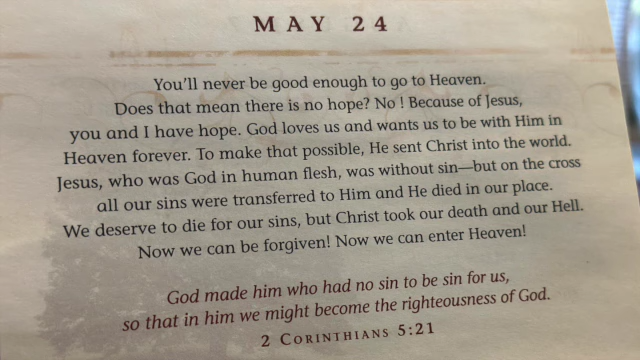 MAY 24
You'll never be good enough to go to Heaven.
Does that mean there is no hope? No ! Because of Jesus,
you and I have hope. God loves us and wants us to be with Him in
Heaven forever. To make that possible, He sent Christ into the world.
Jesus, who was God in human flesh, was without sin—but on the cross
all our sins were transferred to Him and He died in our place.
We deserve to die for our sins, but Christ took our death and our Hell.
Now we can be forgiven! Now we can enter Heaven!
God made him who had no sin to be sin for us,
so that in him we might become the righteousness of God.
2 CORINTHIANS 5:21